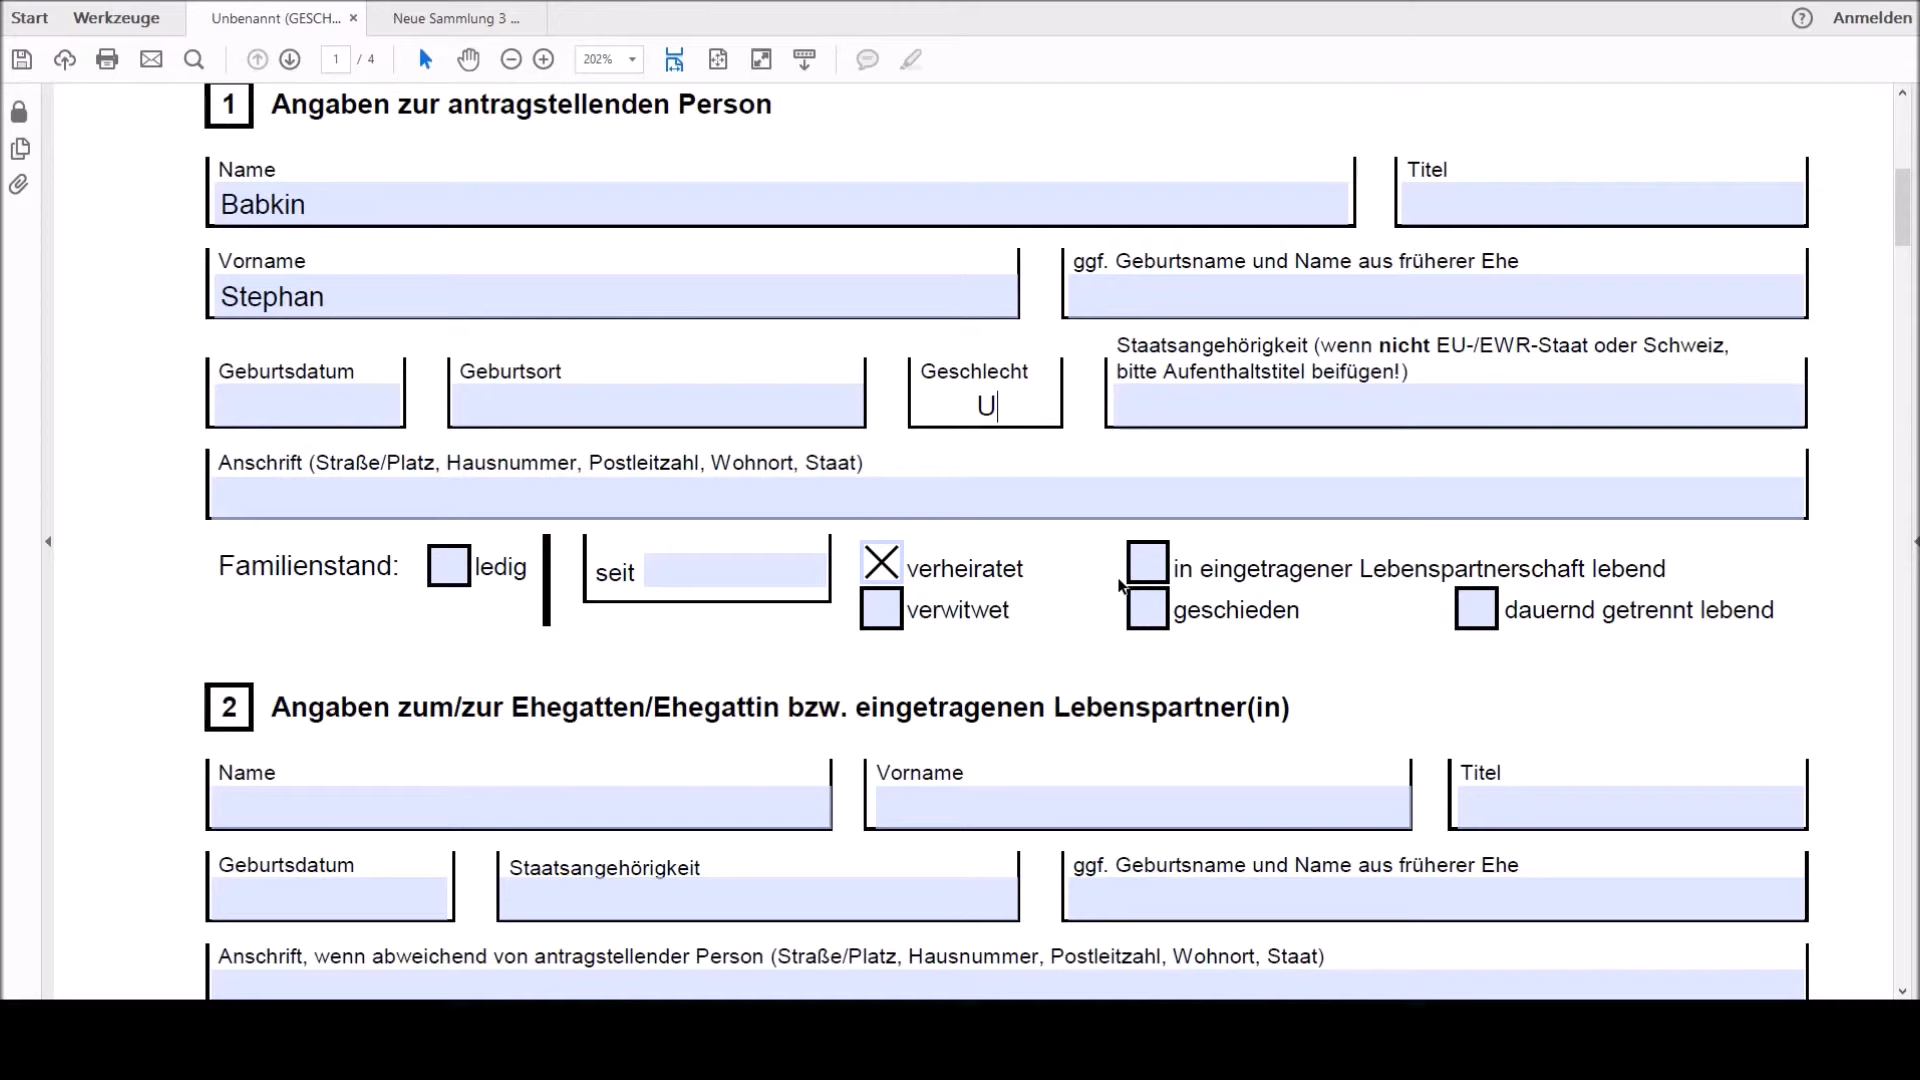 Start Werkzeuge Unbenannt (GESCH... × Neue Sammlung 3 ... ? Anmelden
1 / 4 202%
1 Angaben zur antragstellenden Person
Name Titel
Babkin
Vorname ggf. Geburtsname und Name aus früherer Ehe
Stephan
Staatsangehörigkeit (wenn nicht EU-/EWR-Staat oder Schweiz,
Geburtsdatum Geburtsort Geschlecht bitte Aufenthaltstitel beifügen!)
U
Anschrift (Straße/Platz, Hausnummer, Postleitzahl, Wohnort, Staat)
Familienstand: ledig seit verheiratet in eingetragener Lebenspartnerschaft lebend
verwitwet geschieden dauernd getrennt lebend
2 Angaben zum/zur Ehegatten/Ehegattin bzw. eingetragenen Lebenspartner(in)
Name Vorname Titel
Geburtsdatum Staatsangehörigkeit ggf. Geburtsname und Name aus früherer Ehe
Anschrift, wenn abweichend von antragstellender Person (Straße/Platz, Hausnummer, Postleitzahl, Wohnort, Staat)